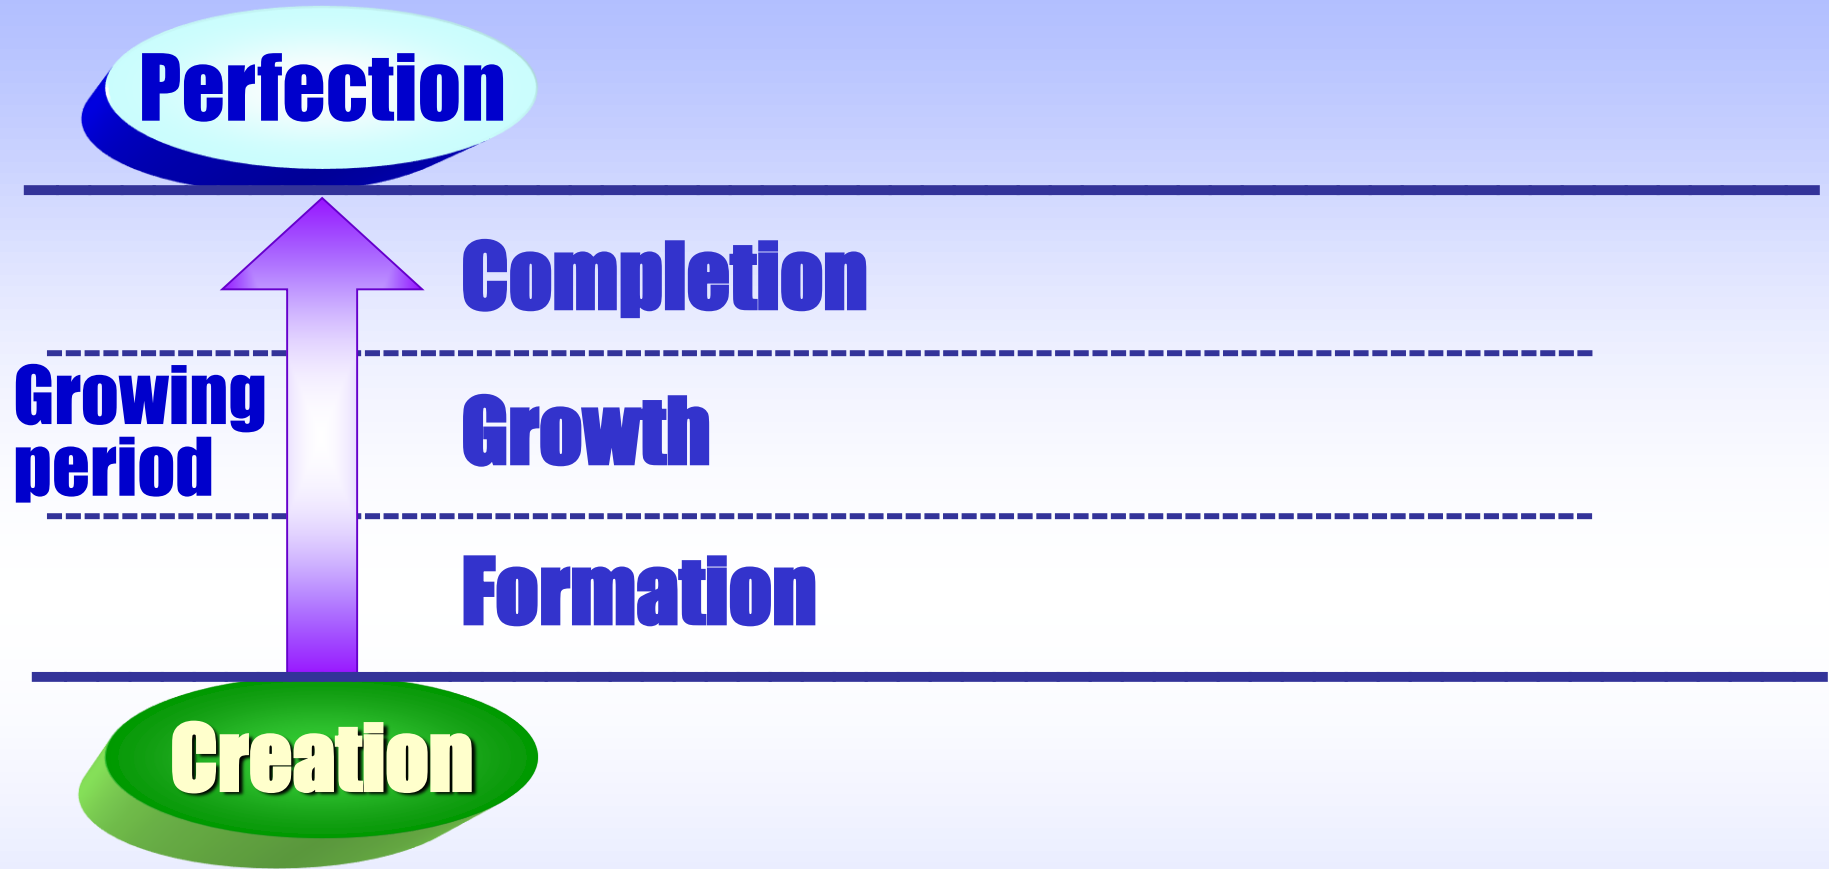 Perfection
Completion
Growing
period
Growth
Formation
Creation